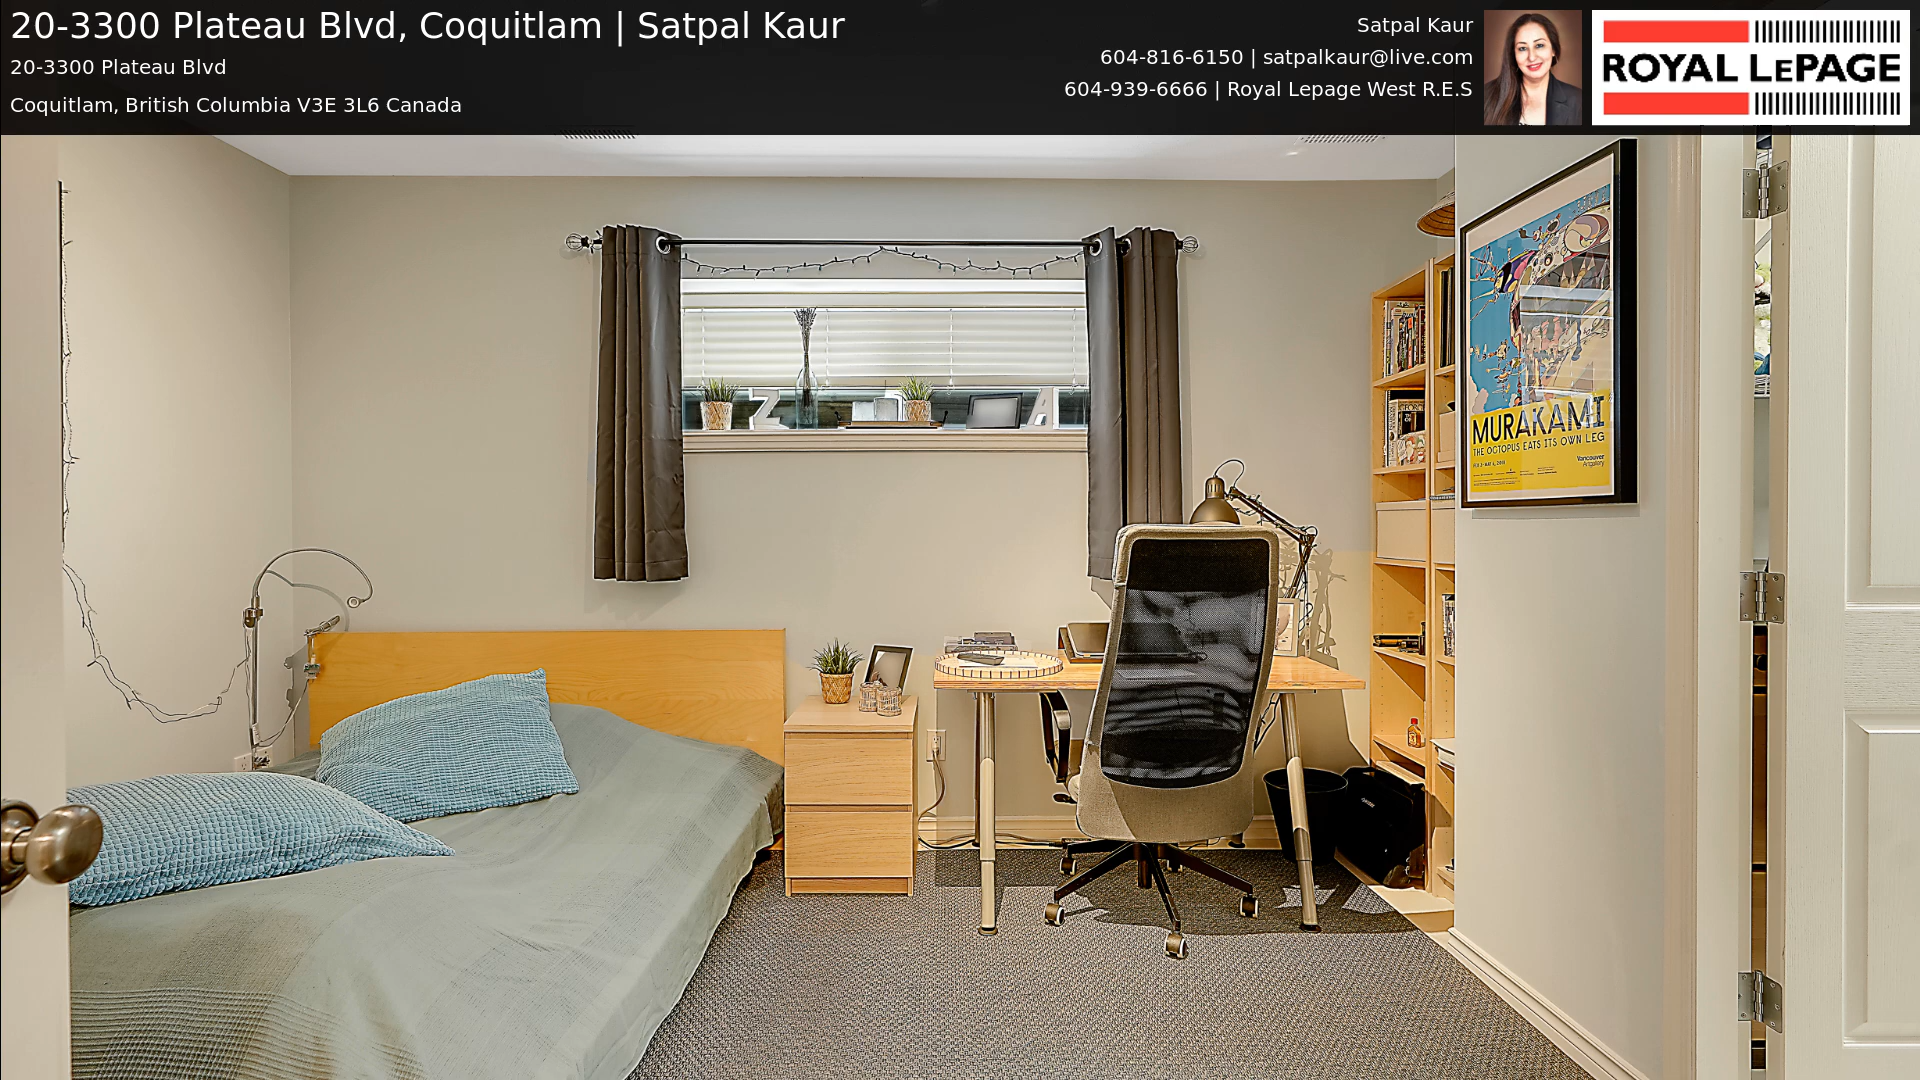 20-3300 Plateau Blvd, Coquitlam | Satpal Kaur
20-3300 Plateau Blvd
Coquitlam, British Columbia V3E 3L6 Canada
Satpal Kaur
604-816-6150 | satpalkaur@live.com
604-939-6666 | Royal Lepage West R.E.S
ROYAL LEPAGE
Z
A
MURAKAMI
THE OCTOPUS EATS ITS OWN LEG
Vancouver
Artgallery